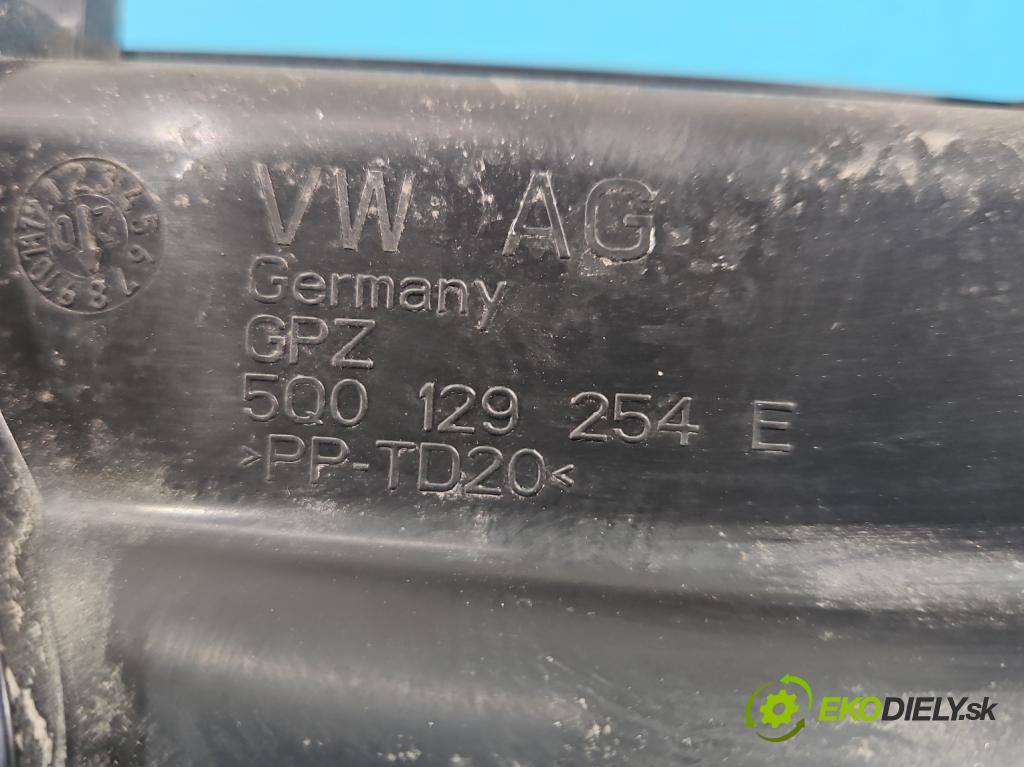 VW AG
Germany
GPZ
5Q0 129 254 E
>PP-TD20<
EKODIELY.sk